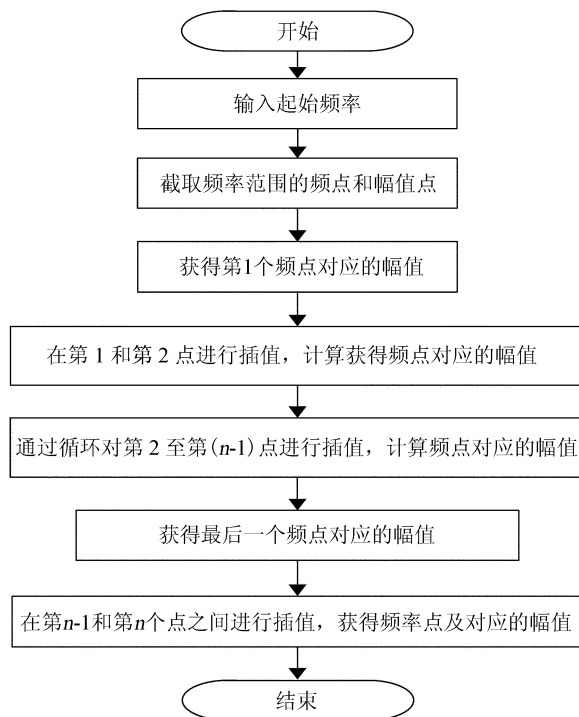 开始
输入起始频率
截取频率范围的频点和幅值点
获得第1个频点对应的幅值
在第 1 和第 2 点进行插值，计算获得频点对应的幅值
通过循环对第 2 至第(n-1)点进行插值，计算频点对应的幅值
获得最后一个频点对应的幅值
在第n-1和第n个点之间进行插值，获得频率点及对应的幅值
结束